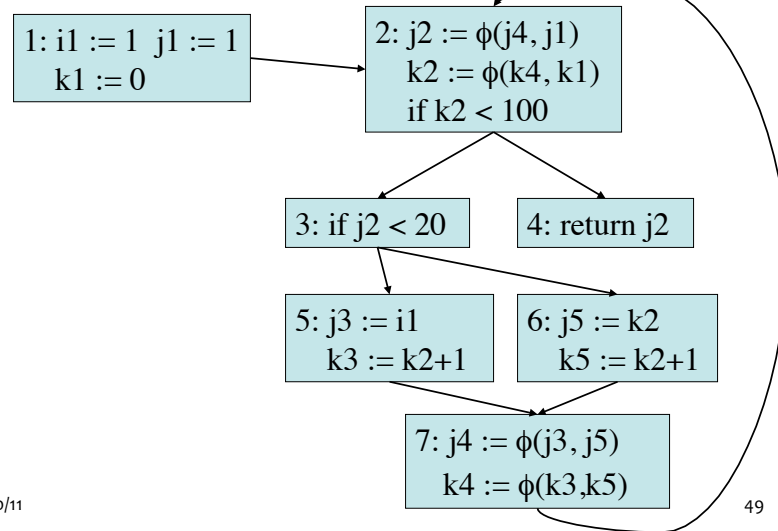 1: i1 := 1  j1 := 1
k1 := 0
2: j2 := ϕ(j4, j1)
k2 := ϕ(k4, k1)
if k2 < 100
3: if j2 < 20
4: return j2
5: j3 := i1
k3 := k2+1
6: j5 := k2
k5 := k2+1
7: j4 := ϕ(j3, j5)
k4 := ϕ(k3,k5)
0/11
49